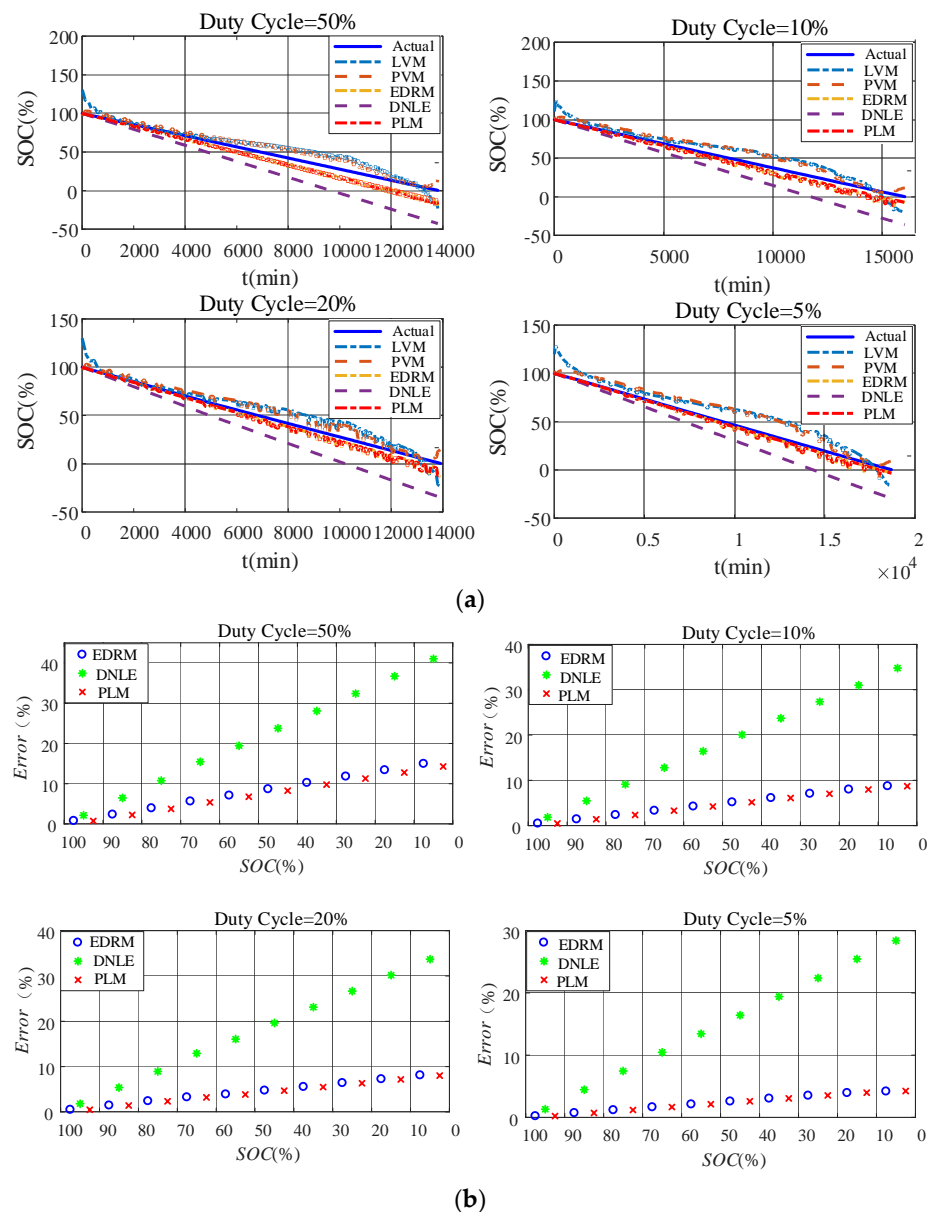 Duty Cycle=50%
200
150
100
50
0
-50
SOC(%)
0 2000 4000 6000 8000 10000 12000 14000
t(min)
Actual
LVM
PVM
EDRM
DNLE
PLM
Duty Cycle=10%
200
150
100
50
0
-50
SOC(%)
0 5000 10000 15000
t(min)
Actual
LVM
PVM
EDRM
DNLE
PLM
Duty Cycle=20%
150
100
50
0
-50
SOC(%)
0 2000 4000 6000 8000 10000 12000 14000
t(min)
Actual
LVM
PVM
EDRM
DNLE
PLM
Duty Cycle=5%
150
100
50
0
-50
SOC(%)
0 0.5 1 1.5 2
t(min)
×10⁴
Actual
LVM
PVM
EDRM
DNLE
PLM
(a)
Duty Cycle=50%
40
30
20
10
0
Error (%)
100 90 80 70 60 50 40 30 20 10 0
SOC(%)
EDRM
DNLE
PLM
Duty Cycle=10%
40
30
20
10
0
Error (%)
100 90 80 70 60 50 40 30 20 10 0
SOC(%)
EDRM
DNLE
PLM
Duty Cycle=20%
40
30
20
10
0
Error (%)
100 90 80 70 60 50 40 30 20 10 0
SOC(%)
EDRM
DNLE
PLM
Duty Cycle=5%
30
20
10
0
Error (%)
100 90 80 70 60 50 40 30 20 10 0
SOC(%)
EDRM
DNLE
PLM
(b)